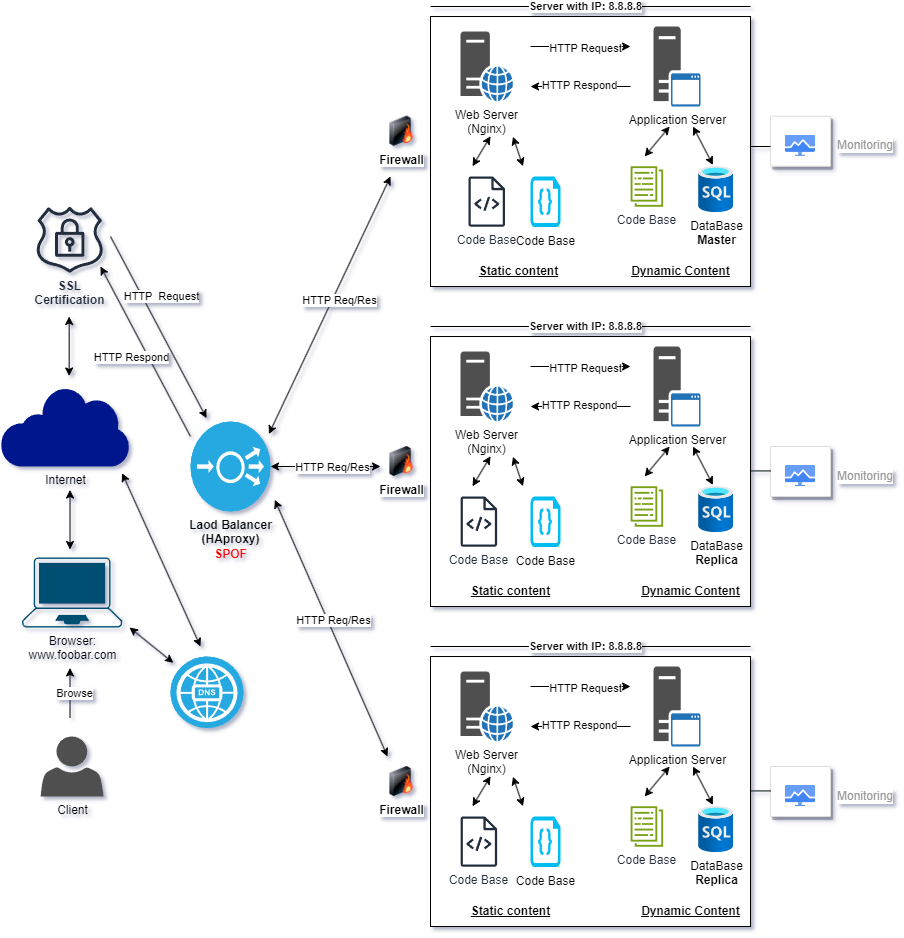 Server with IP: 8.8.8.8
HTTP Request
HTTP Respond
Web Server
(Nginx)
Application Server
Firewall
Monitoring
Code Base
Code Base
Code Base
DataBase
Master
Static content
Dynamic Content
SSL
Certification
HTTP Request
HTTP Req/Res
HTTP Respond
Server with IP: 8.8.8.8
HTTP Request
HTTP Respond
Web Server
(Nginx)
Application Server
Internet
HTTP Req/Res
Firewall
Monitoring
SQL
SQL
Laod Balancer
(HAproxy)
SPOF
Code Base
Code Base
Code Base
DataBase
Replica
Static content
Dynamic Content
HTTP Req/Res
Browser:
www.foobar.com
Server with IP: 8.8.8.8
HTTP Request
HTTP Respond
DNS
Browse
Web Server
(Nginx)
Application Server
Client
Firewall
Monitoring
SQL
Code Base
Code Base
Code Base
DataBase
Replica
Static content
Dynamic Content